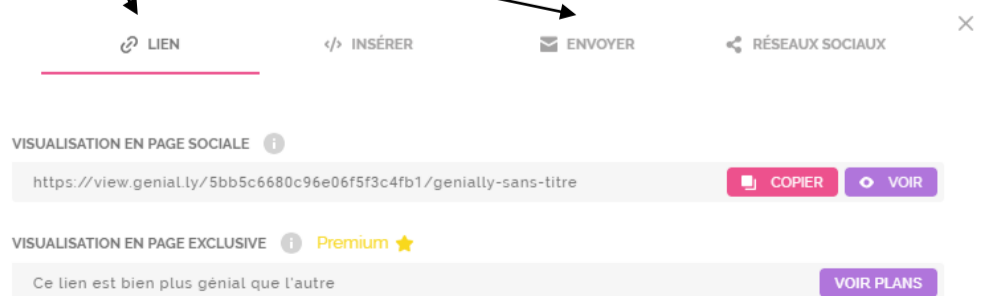 LIEN </> INSÉRER ENVOYER RÉSEAUX SOCIAUX
VISUALISATION EN PAGE SOCIALE i
https://view.genial.ly/5bb5c6680c96e06f5f3c4fb1/genially-sans-titre COPIER VOIR
VISUALISATION EN PAGE EXCLUSIVE i Premium
Ce lien est bien plus génial que l'autre VOIR PLANS